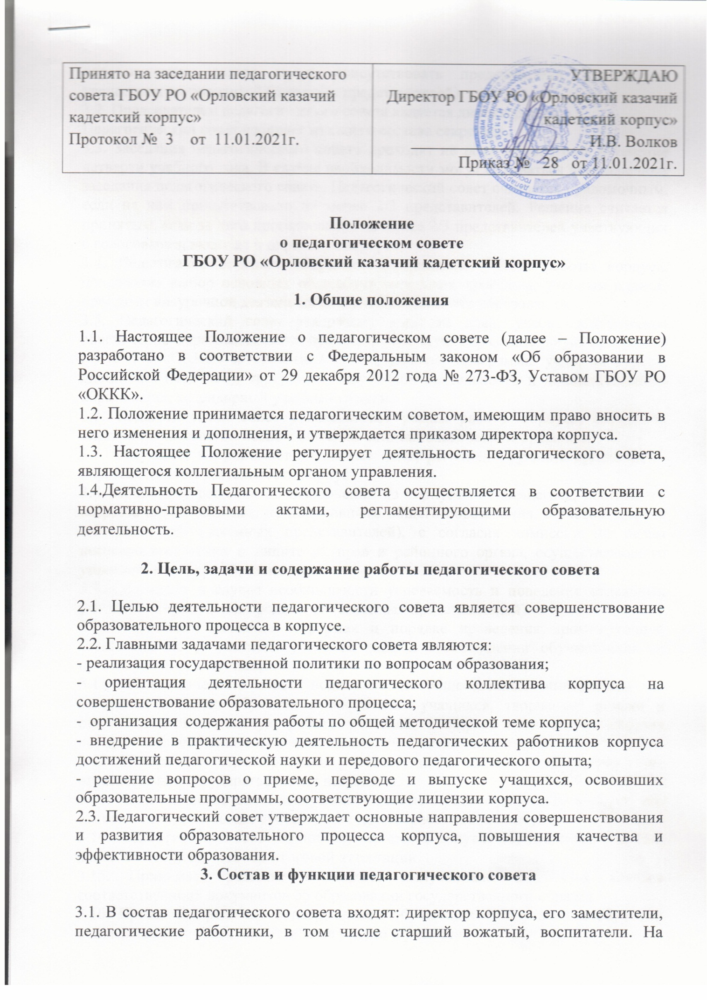 Принято на заседании педагогического
совета ГБОУ РО «Орловский казачий
кадетский корпус»
Протокол № 3 от 11.01.2021г.
УТВЕРЖДАЮ
Директор ГБОУ РО «Орловский казачий
кадетский корпус»
И.В. Волков
Приказ № 28 от 11.01.2021г.
Положение
о педагогическом совете
ГБОУ РО «Орловский казачий кадетский корпус»
1. Общие положения
1.1. Настоящее Положение о педагогическом совете (далее – Положение)
разработано в соответствии с Федеральным законом «Об образовании в
Российской Федерации» от 29 декабря 2012 года № 273-ФЗ, Уставом ГБОУ РО
«ОККК».
1.2. Положение принимается педагогическим советом, имеющим право вносить в
него изменения и дополнения, и утверждается приказом директора корпуса.
1.3. Настоящее Положение регулирует деятельность педагогического совета,
являющегося коллегиальным органом управления.
1.4.Деятельность Педагогического совета осуществляется в соответствии с
нормативно-правовыми актами, регламентирующими образовательную
деятельность.
2. Цель, задачи и содержание работы педагогического совета
2.1. Целью деятельности педагогического совета является совершенствование
образовательного процесса в корпусе.
2.2. Главными задачами педагогического совета являются:
- реализация государственной политики по вопросам образования;
- ориентация деятельности педагогического коллектива корпуса на
совершенствование образовательного процесса;
- организация содержания работы по общей методической теме корпуса;
- внедрение в практическую деятельность педагогических работников корпуса
достижений педагогической науки и передового педагогического опыта;
- решение вопросов о приеме, переводе и выпуске учащихся, освоивших
образовательные программы, соответствующие лицензии корпуса.
2.3. Педагогический совет утверждает основные направления совершенствования
и развития образовательного процесса корпуса, повышения качества и
эффективности образования.
3. Состав и функции педагогического совета
3.1. В состав педагогического совета входят: директор корпуса, его заместители,
педагогические работники, в том числе старший вожатый, воспитатели. На